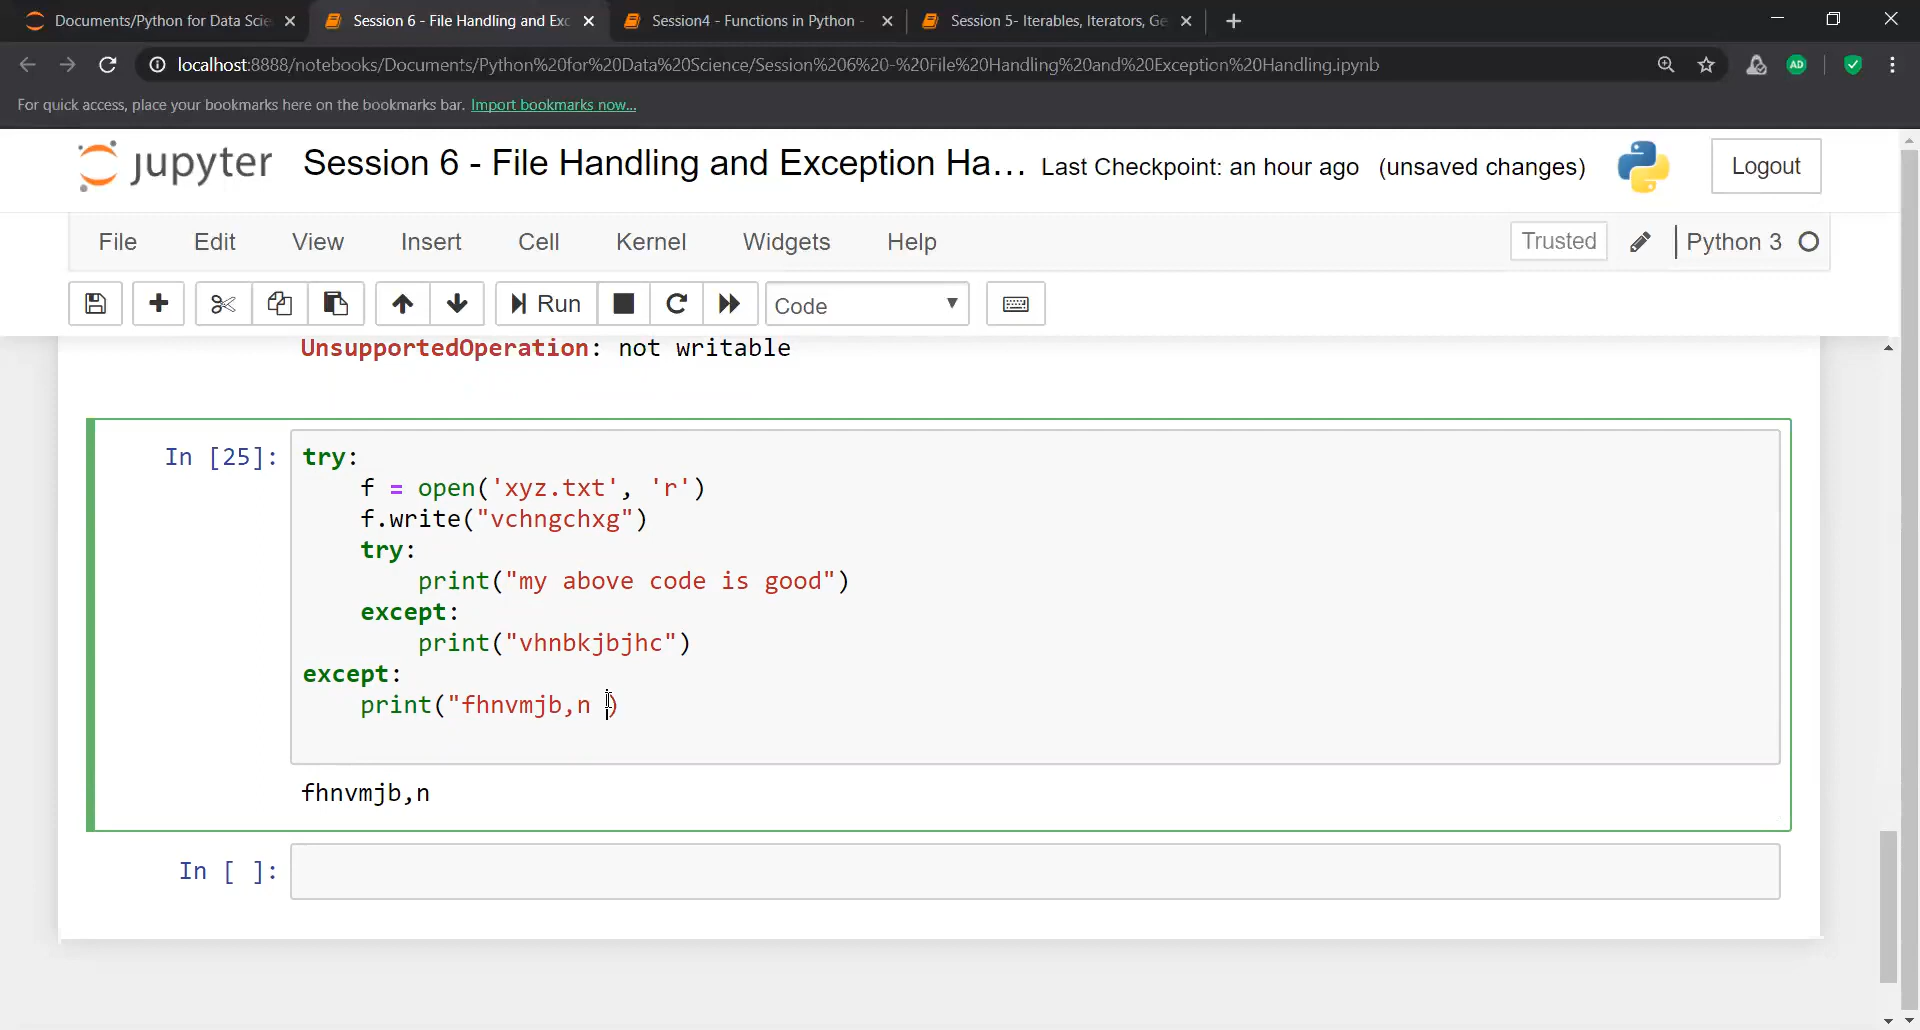 Documents/Python for Data Scie
Session 6 - File Handling and Exc
Session4 - Functions in Python -
Session 5- Iterables, Iterators, Ge
localhost:8888/notebooks/Documents/Python%20for%20Data%20Science/Session%206%20-%20File%20Handling%20and%20Exception%20Handling.ipynb
AD
For quick access, place your bookmarks here on the bookmarks bar. Import bookmarks now...
jupyter Session 6 - File Handling and Exception Ha... Last Checkpoint: an hour ago (unsaved changes)
Logout
File Edit View Insert Cell Kernel Widgets Help
Trusted
Python 3
Run
Code
UnsupportedOperation: not writable
In [25]:
try:
f = open('xyz.txt', 'r')
f.write("vchngchxg")
try:
print("my above code is good")
except:
print("vhnbkjbjhc")
except:
print("fhnvmjb,n )
fhnvmjb,n
In [ ]: